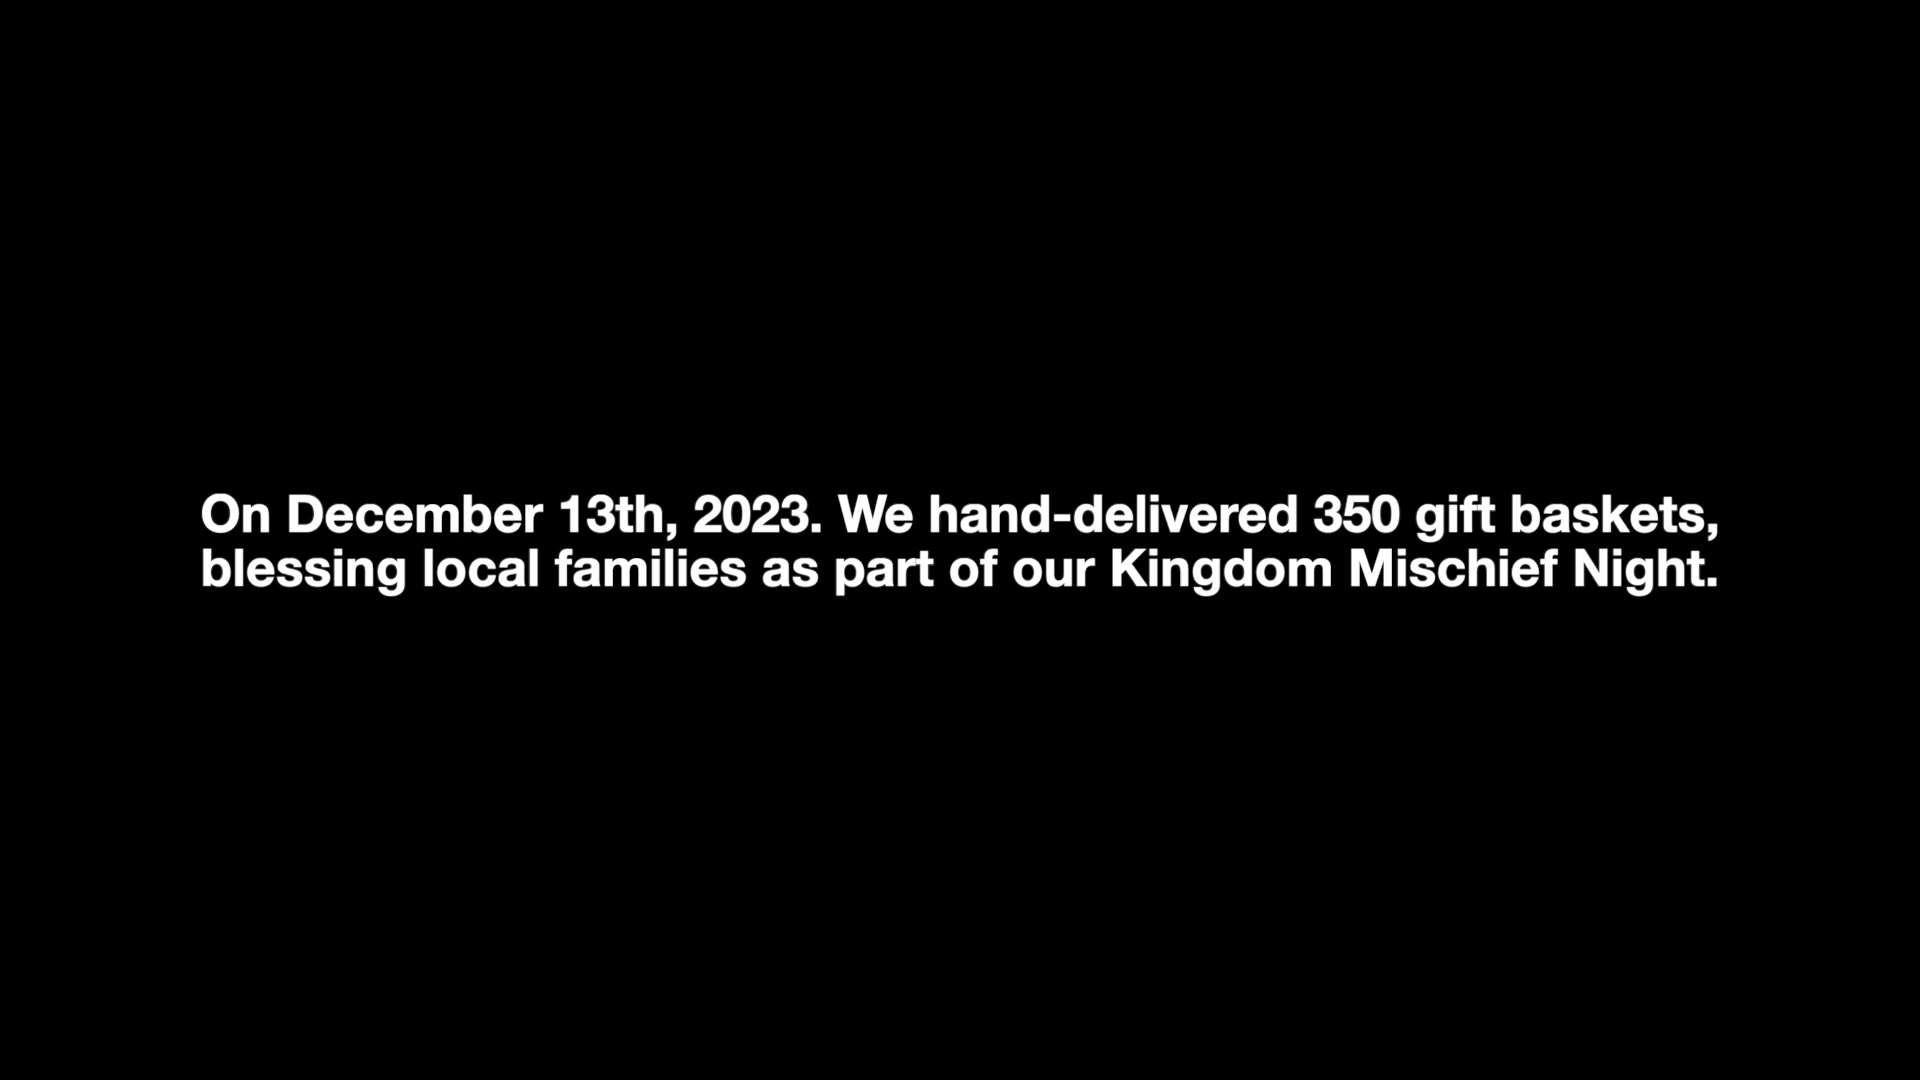 On December 13th, 2023. We hand-delivered 350 gift baskets,
blessing local families as part of our Kingdom Mischief Night.